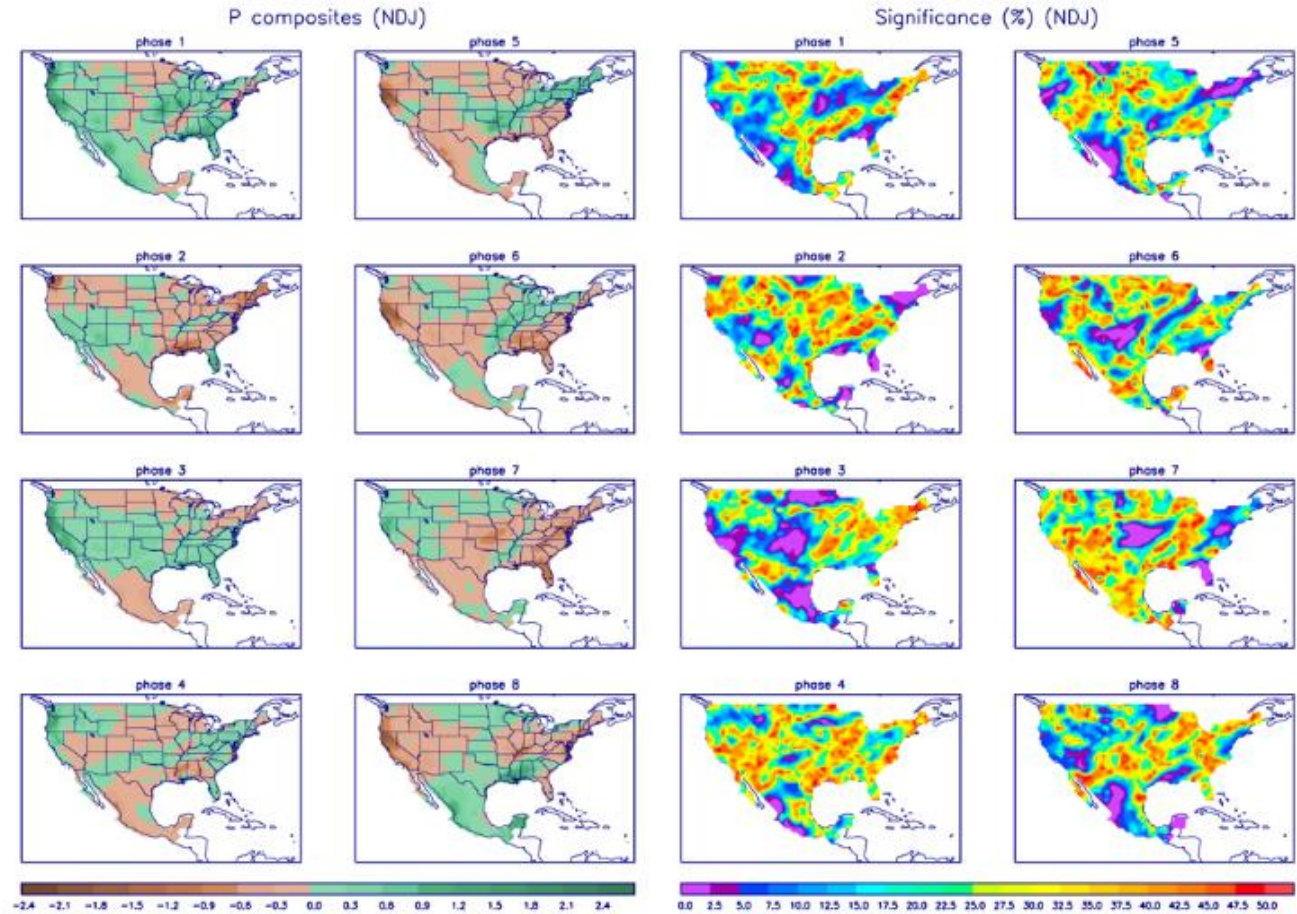 P composites (NDJ) Significance (%) (NDJ)
phase 1 phase 5 phase 1 phase 5
phase 2 phase 6 phase 2 phase 6
phase 3 phase 7 phase 3 phase 7
phase 4 phase 8 phase 4 phase 8
-2.4 -2.1 -1.8 -1.5 -1.2 -0.9 -0.6 -0.3 0.0 0.3 0.6 0.9 1.2 1.5 1.8 2.1 2.4 0.0 2.5 5.0 7.5 10.0 12.5 15.0 17.5 20.0 22.5 25.0 27.5 30.0 32.5 35.0 37.5 40.0 42.5 45.0 47.5 50.0